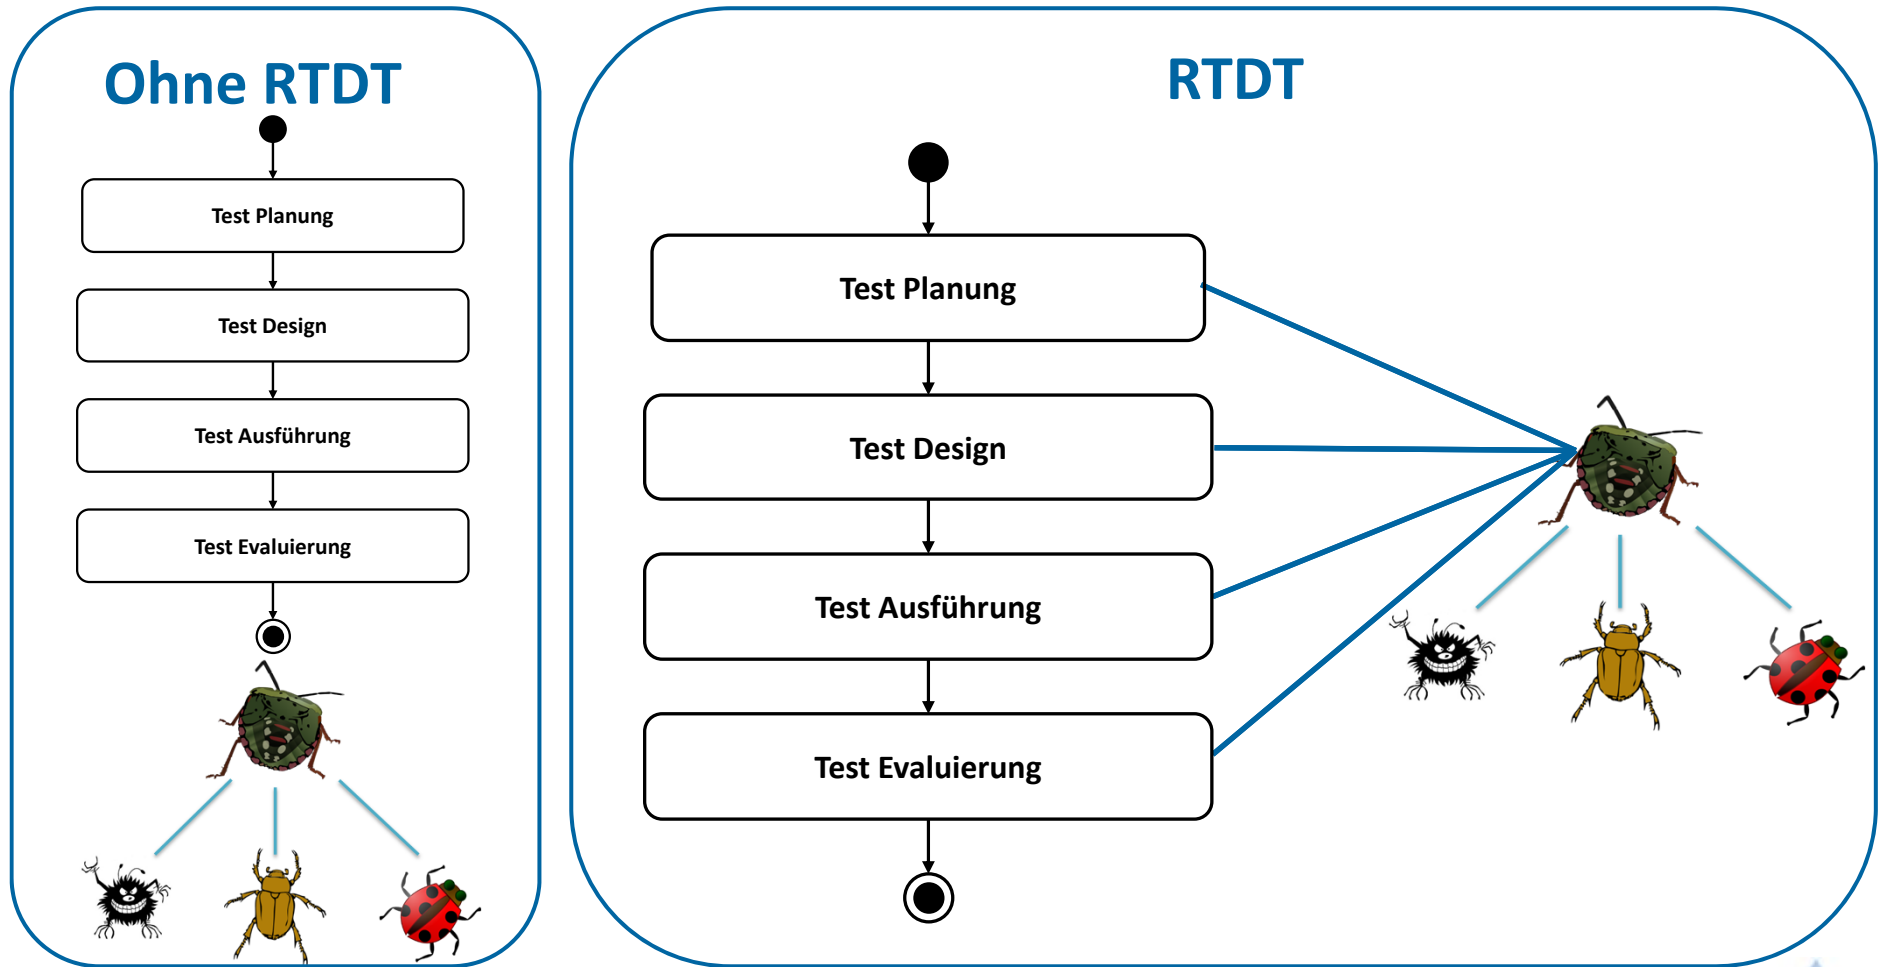 Ohne RTDT
Test Planung
Test Design
Test Ausführung
Test Evaluierung
RTDT
Test Planung
Test Design
Test Ausführung
Test Evaluierung